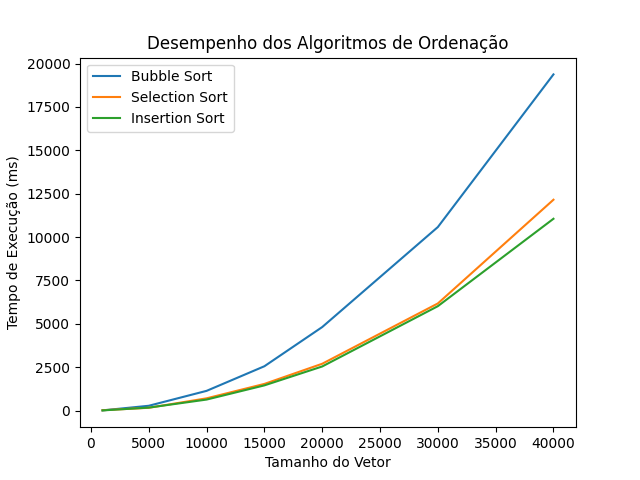 Desempenho dos Algoritmos de Ordenação
Bubble Sort
Selection Sort
Insertion Sort
Tempo de Execução (ms)
20000
17500
15000
12500
10000
7500
5000
2500
0
0 5000 10000 15000 20000 25000 30000 35000 40000
Tamanho do Vetor